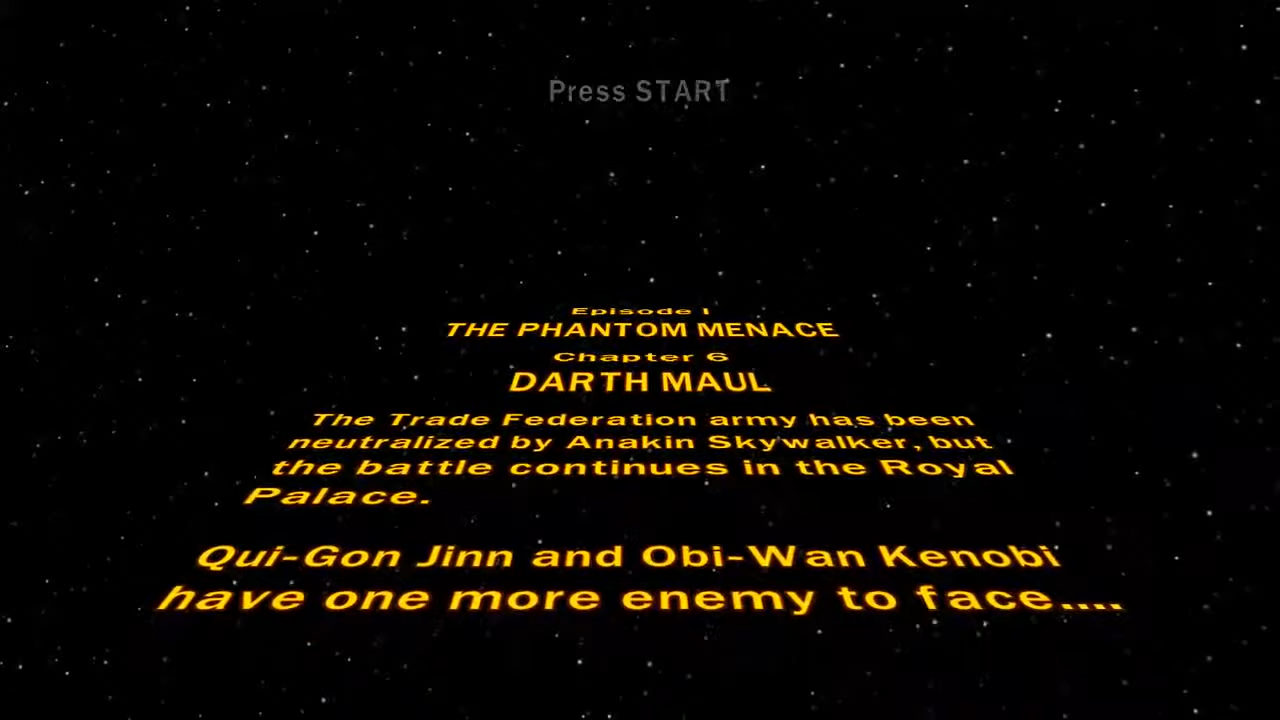 Press START
Episode I
THE PHANTOM MENACE
Chapter 6
DARTH MAUL
The Trade Federation army has been
neutralized by Anakin Skywalker, but
the battle continues in the Royal
Palace.
Qui-Gon Jinn and Obi-Wan Kenobi
have one more enemy to face....